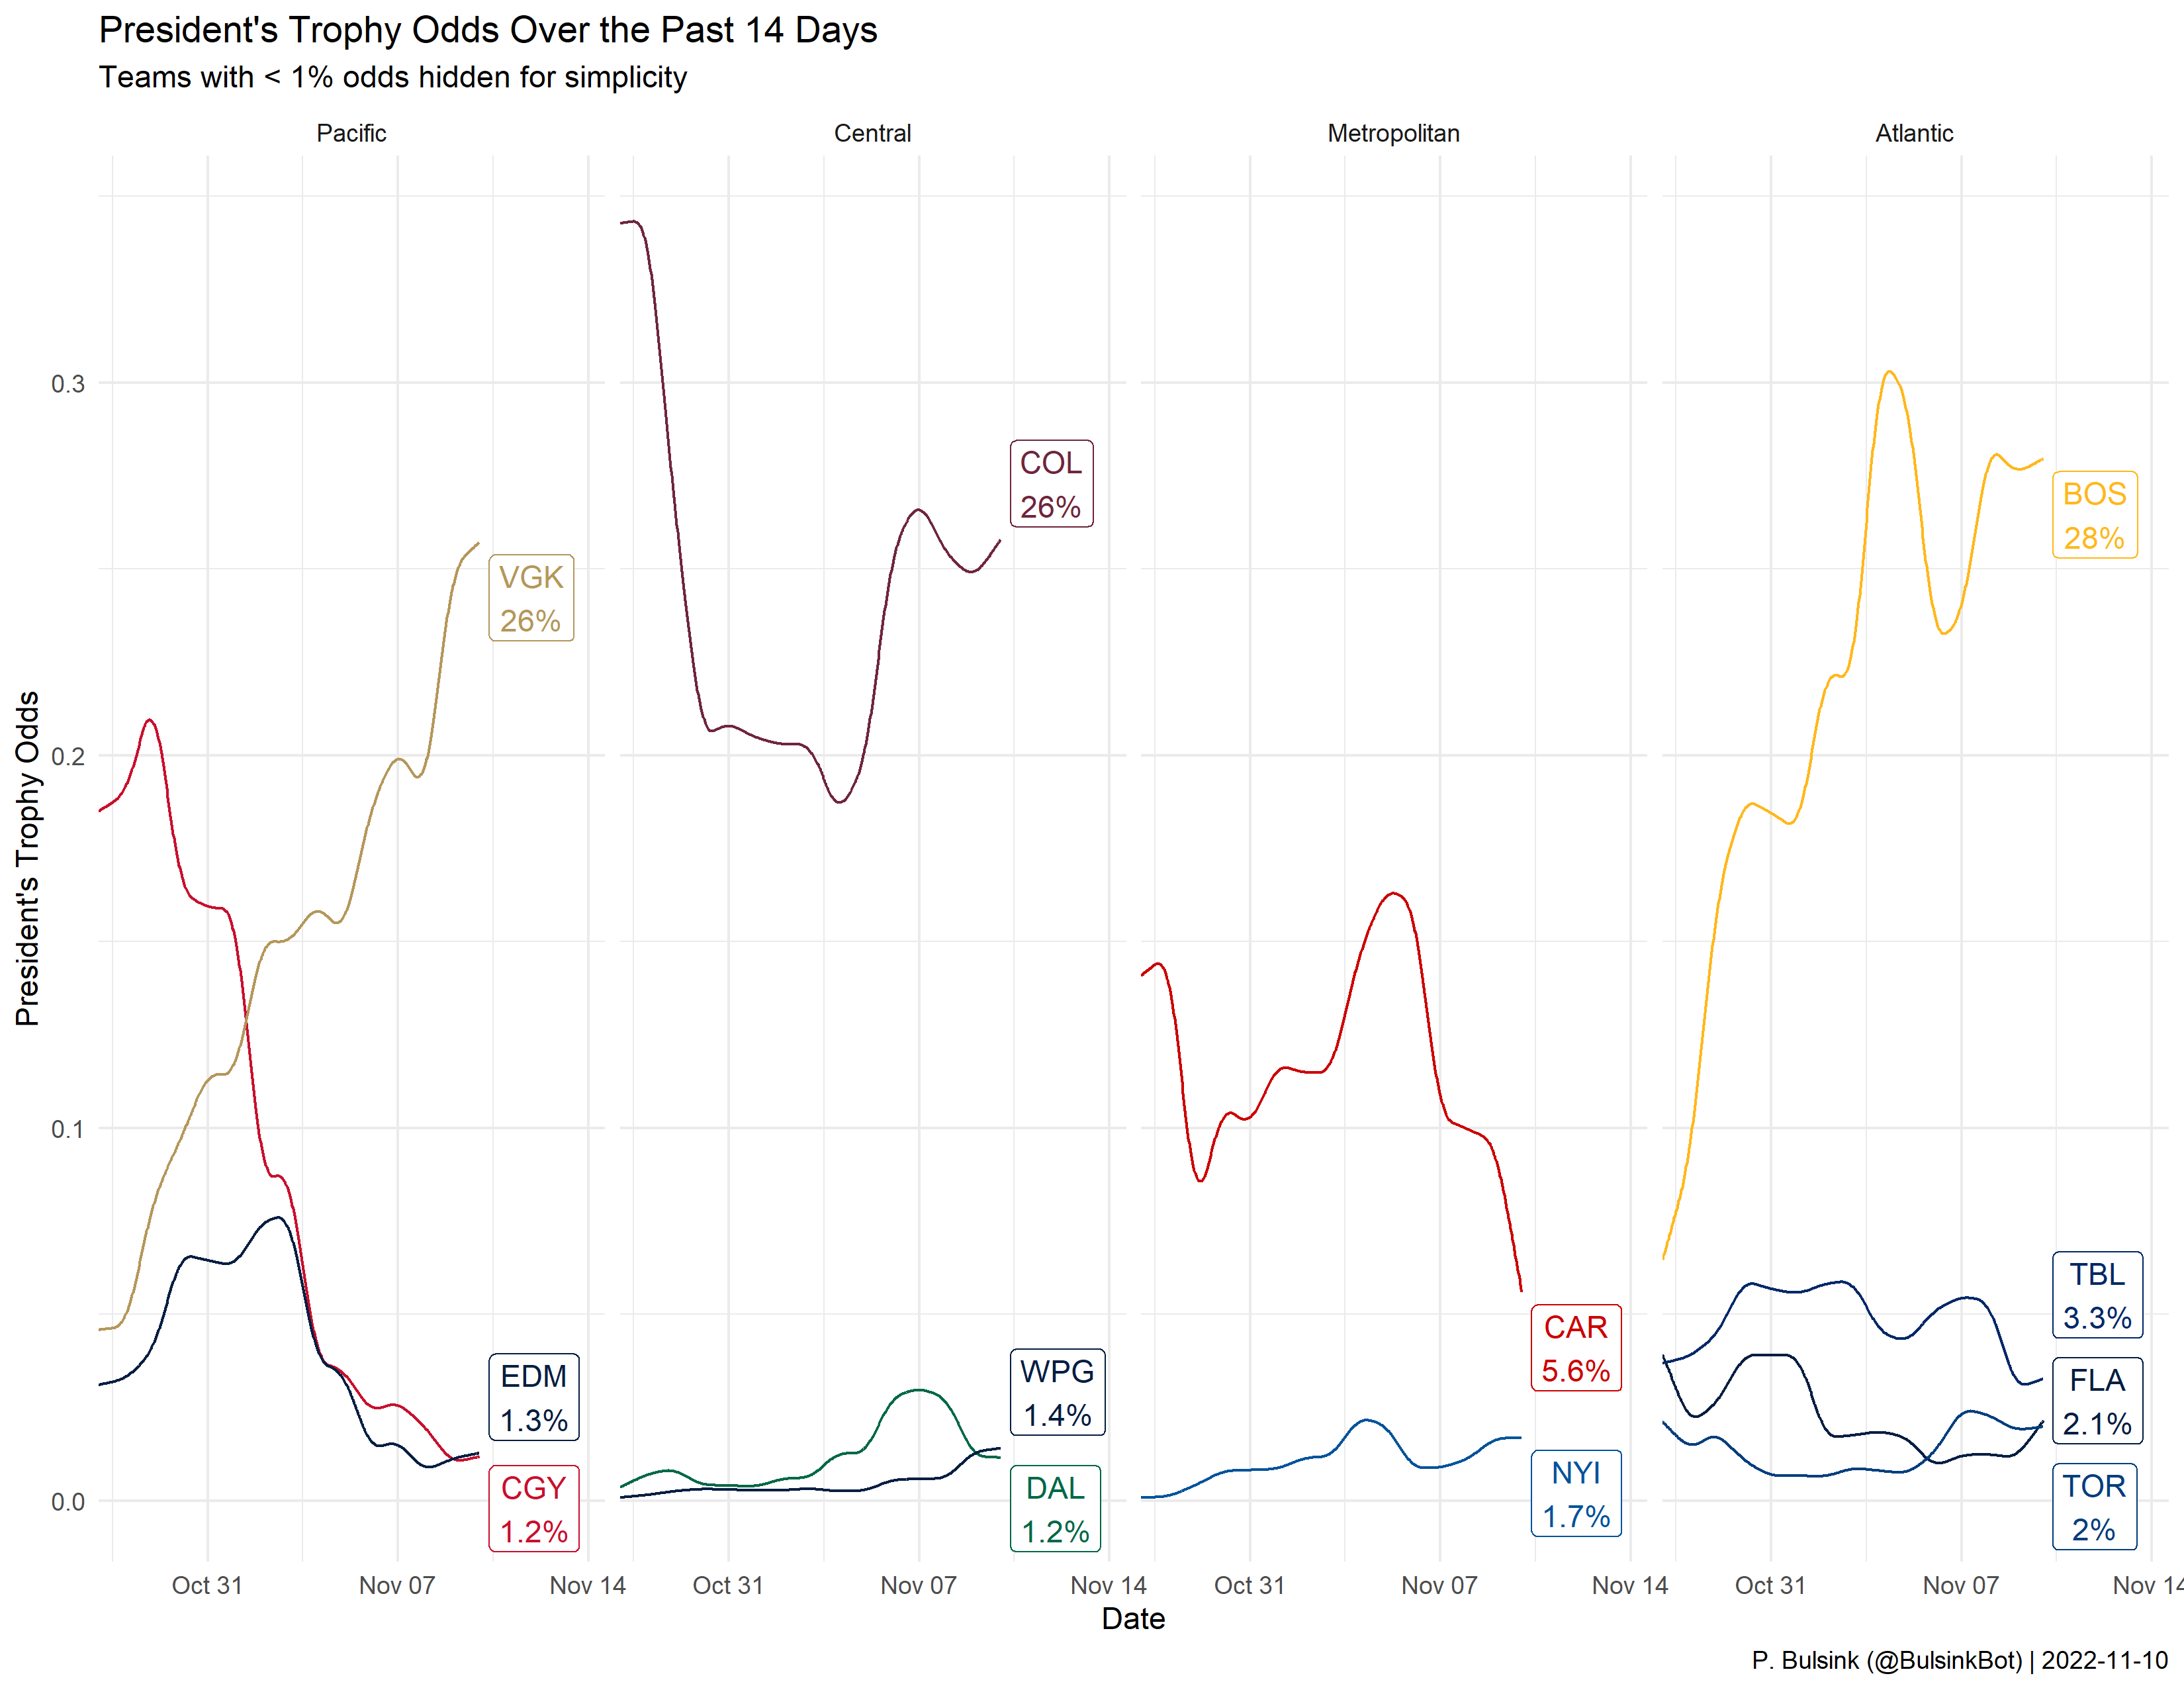 President's Trophy Odds Over the Past 14 Days
Teams with < 1% odds hidden for simplicity
Pacific
Central
Metropolitan
Atlantic
President's Trophy Odds
0.3
0.2
0.1
0.0
VGK
26%
EDM
1.3%
CGY
1.2%
COL
26%
WPG
1.4%
DAL
1.2%
CAR
5.6%
NYI
1.7%
BOS
28%
TBL
3.3%
FLA
2.1%
TOR
2%
Oct 31
Nov 07
Nov 14
Oct 31
Nov 07
Nov 14
Oct 31
Nov 07
Nov 14
Oct 31
Nov 07
Nov 14
Date
P. Bulsink (@BulsinkBot) | 2022-11-10